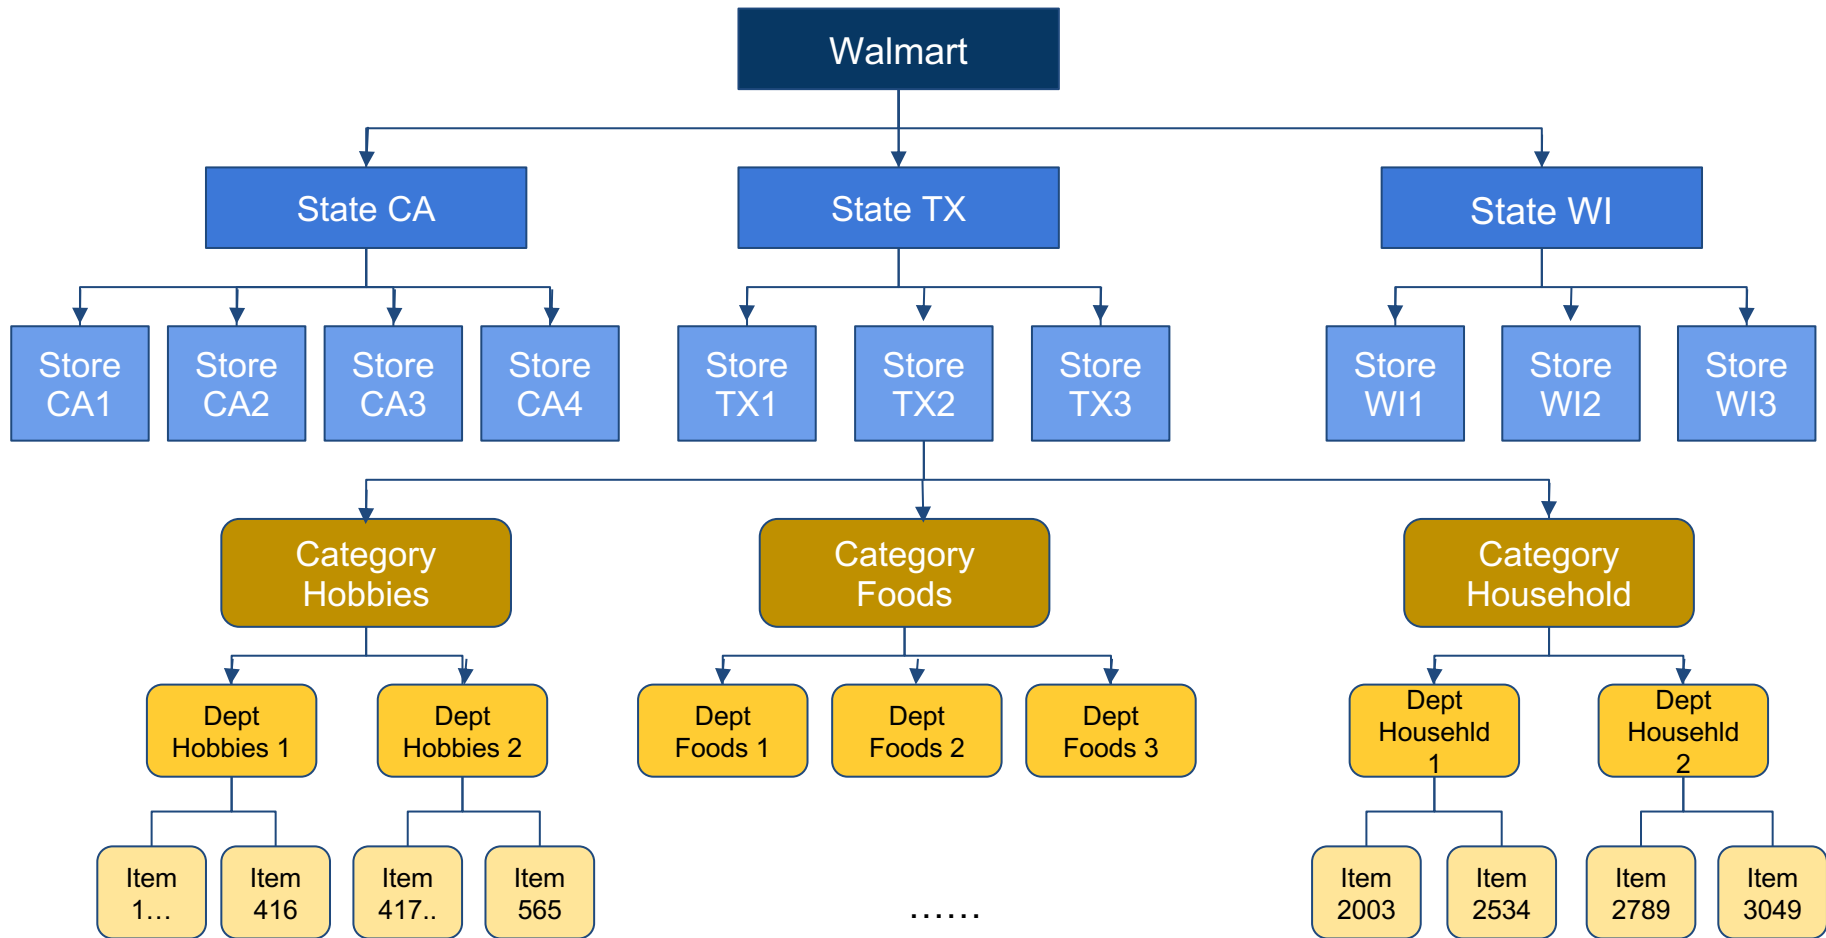 Walmart
State CA
State TX
State WI
Store
CA1
Store
CA2
Store
CA3
Store
CA4
Store
TX1
Store
TX2
Store
TX3
Store
WI1
Store
WI2
Store
WI3
Category
Hobbies
Category
Foods
Category
Household
Dept
Hobbies 1
Dept
Hobbies 2
Dept
Foods 1
Dept
Foods 2
Dept
Foods 3
Dept
Househld
1
Dept
Househld
2
Item
1...
Item
416
Item
417..
Item
565
......
Item
2003
Item
2534
Item
2789
Item
3049